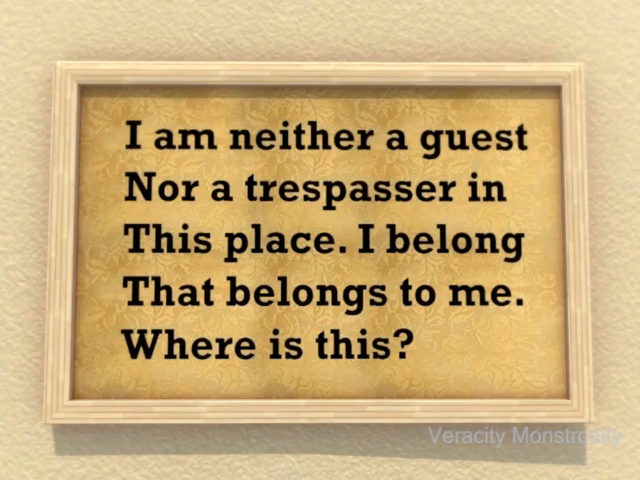 I am neither a guest
Nor a trespasser in
This place. I belong
That belongs to me.
Where is this?
Veracity Monstrosity